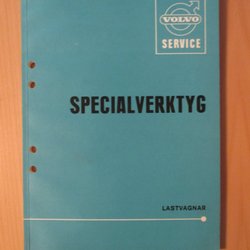 VOLVO
SERVICE
SPECIALVERKTYG
LASTVAGNAR